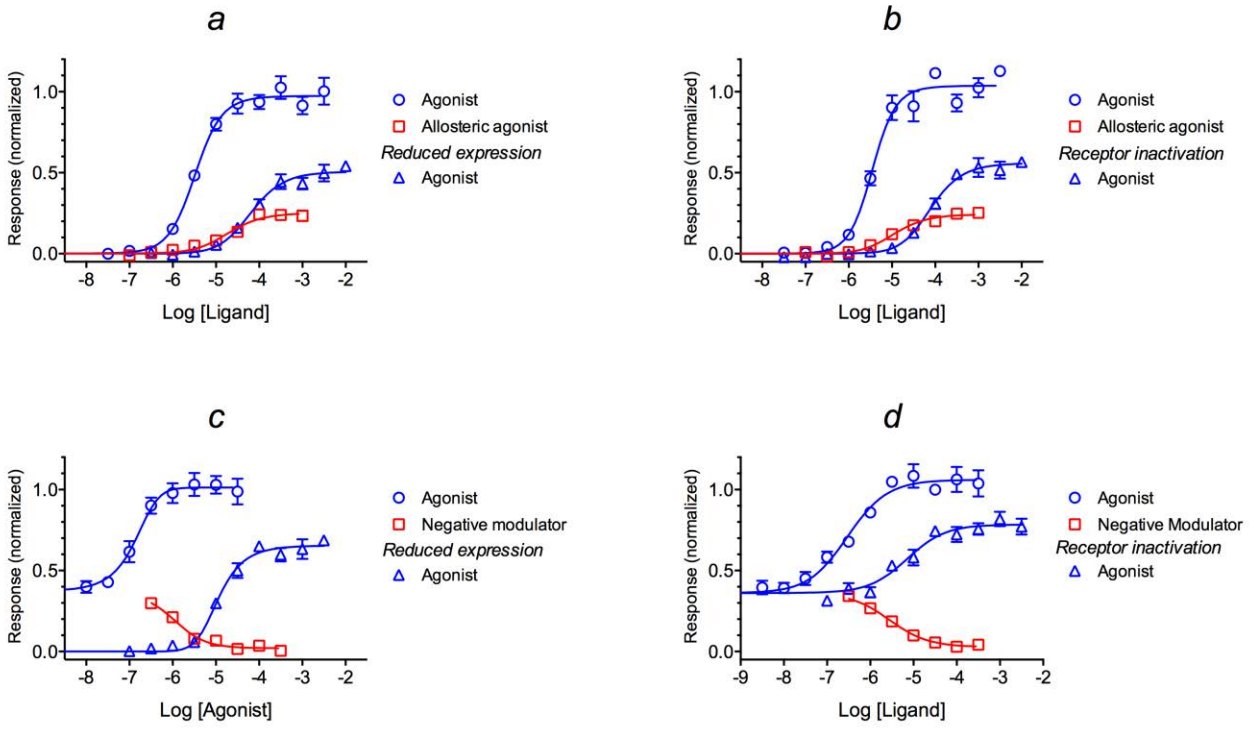 a
Response (normalized)
1.0
0.5
0.0
-8 -7 -6 -5 -4 -3 -2
Log [Ligand]
Agonist
Allosteric agonist
Reduced expression
Agonist
b
Response (normalized)
1.0
0.5
0.0
-8 -7 -6 -5 -4 -3 -2
Log [Ligand]
Agonist
Allosteric agonist
Receptor inactivation
Agonist
c
Response (normalized)
1.0
0.5
0.0
-8 -7 -6 -5 -4 -3 -2
Log [Agonist]
Agonist
Negative modulator
Reduced expression
Agonist
d
Response (normalized)
1.0
0.5
0.0
-9 -8 -7 -6 -5 -4 -3 -2
Log [Ligand]
Agonist
Negative Modulator
Receptor inactivation
Agonist